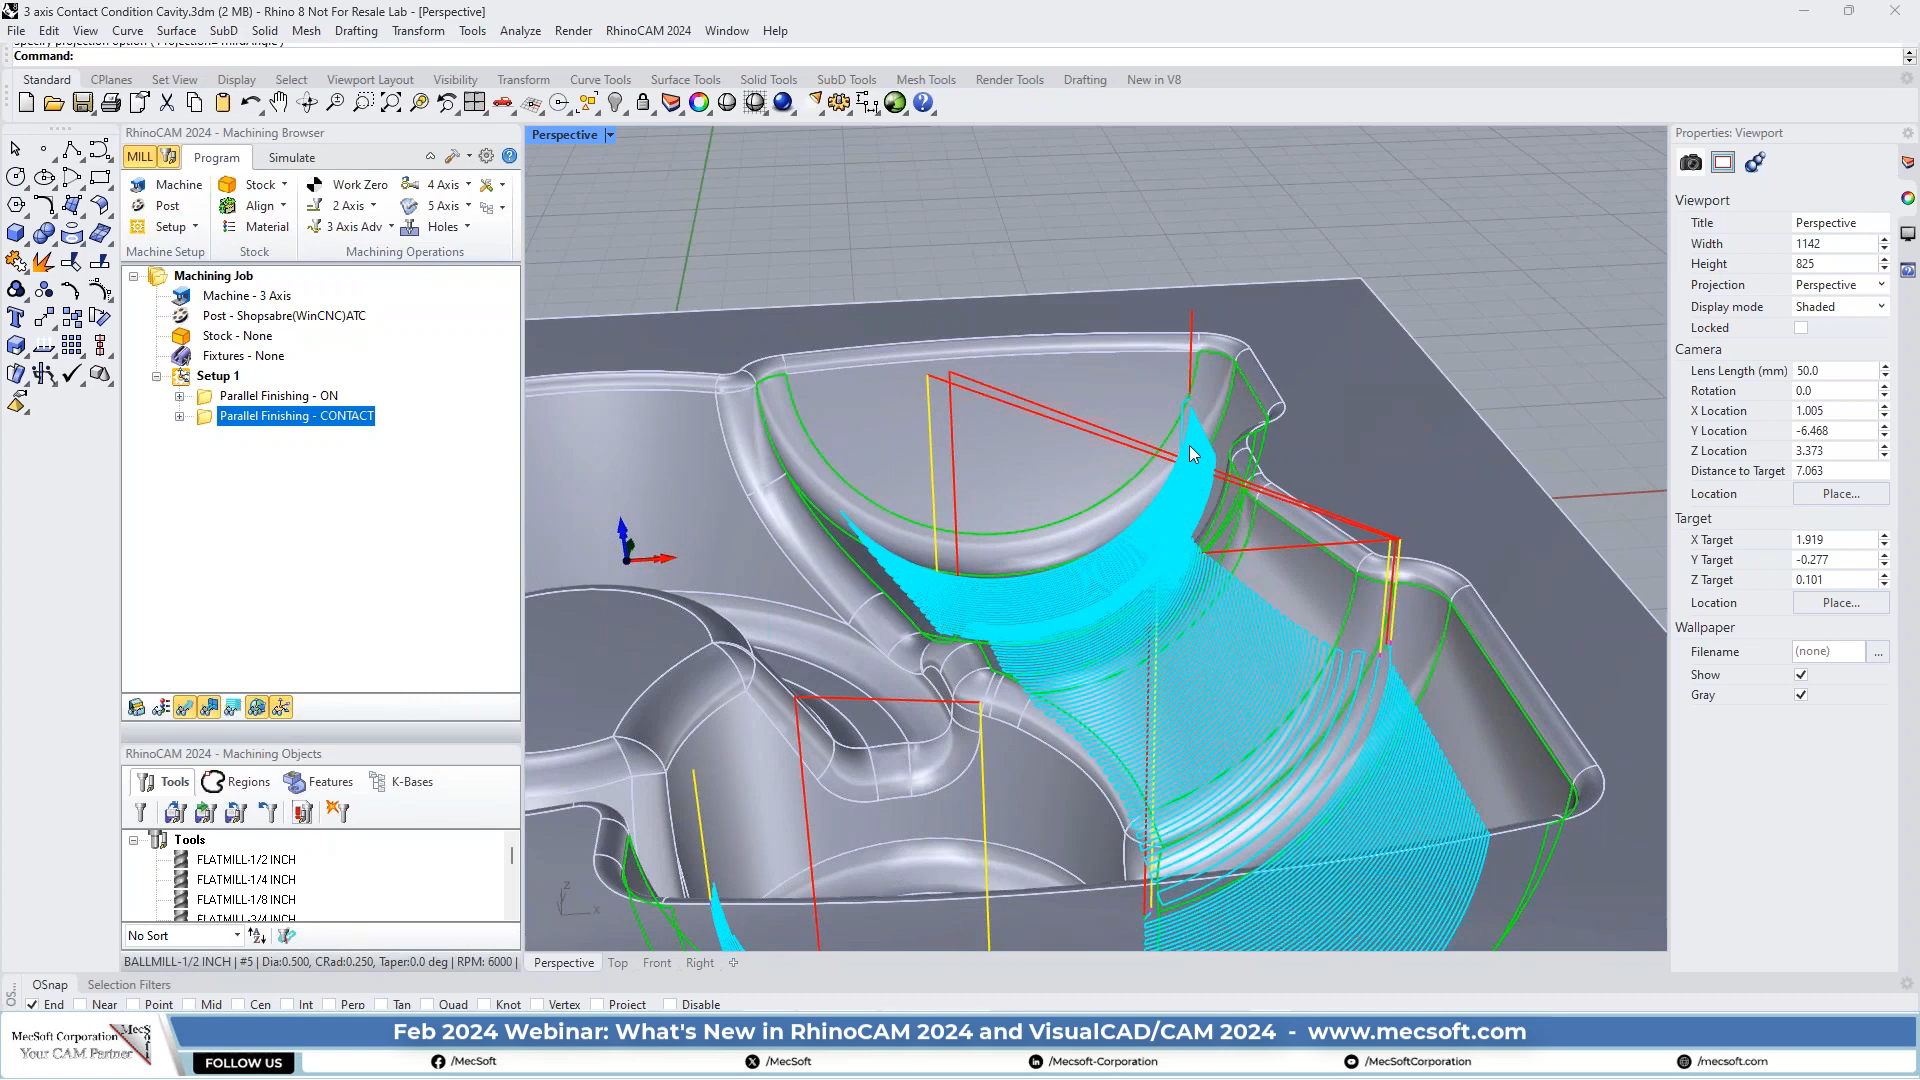 3 axis Contact Condition Cavity.3dm (2 MB) - Rhino 8 Not For Resale Lab - [Perspective]
File Edit View Curve Surface SubD Solid Mesh Drafting Transform Tools Analyze Render RhinoCAM 2024 Window Help
Command:
Standard CPlanes Set View Display Select Viewport Layout Visibility Transform Curve Tools Surface Tools Solid Tools SubD Tools Mesh Tools Render Tools Drafting New in V8
RhinoCAM 2024 - Machining Browser
MILL Program Simulate
Machine Stock Work Zero 4 Axis
Post Align 2 Axis 5 Axis
Setup Material 3 Axis Adv Holes
Machine Setup Stock Machining Operations
Machining Job
Machine - 3 Axis
Post - Shopsabre(WinCNC)ATC
Stock - None
Fixtures - None
Setup 1
Parallel Finishing - ON
Parallel Finishing - CONTACT
RhinoCAM 2024 - Machining Objects
Tools Regions Features K-Bases
Tools
FLATMILL-1/2 INCH
FLATMILL-1/4 INCH
FLATMILL-1/8 INCH
FLATMILL-3/4 INCH
No Sort
BALLMILL-1/2 INCH | #5 | Dia:0.500, CRad:0.250, Taper:0.0 deg | RPM: 6000 |
Perspective
z
x
Perspective Top Front Right
Properties: Viewport
Viewport
Title Perspective
Width 1142
Height 825
Projection Perspective
Display mode Shaded
Locked
Camera
Lens Length (mm) 50.0
Rotation 0.0
X Location 1.005
Y Location -6.468
Z Location 3.373
Distance to Target 7.063
Location Place...
Target
X Target 1.919
Y Target -0.277
Z Target 0.101
Location Place...
Wallpaper
Filename (none) ...
Show
Gray
OS...
OSnap Selection Filters
End Near Point Mid Cen Int Perp Tan Quad Knot Vertex Project Disable
MecSoft Corporation
Your CAM Partner
MecS
oft
Feb 2024 Webinar: What's New in RhinoCAM 2024 and VisualCAD/CAM 2024 - www.mecsoft.com
FOLLOW US /MecSoft /MecSoft /Mecsoft-Corporation /MecSoftCorporation /mecsoft.com